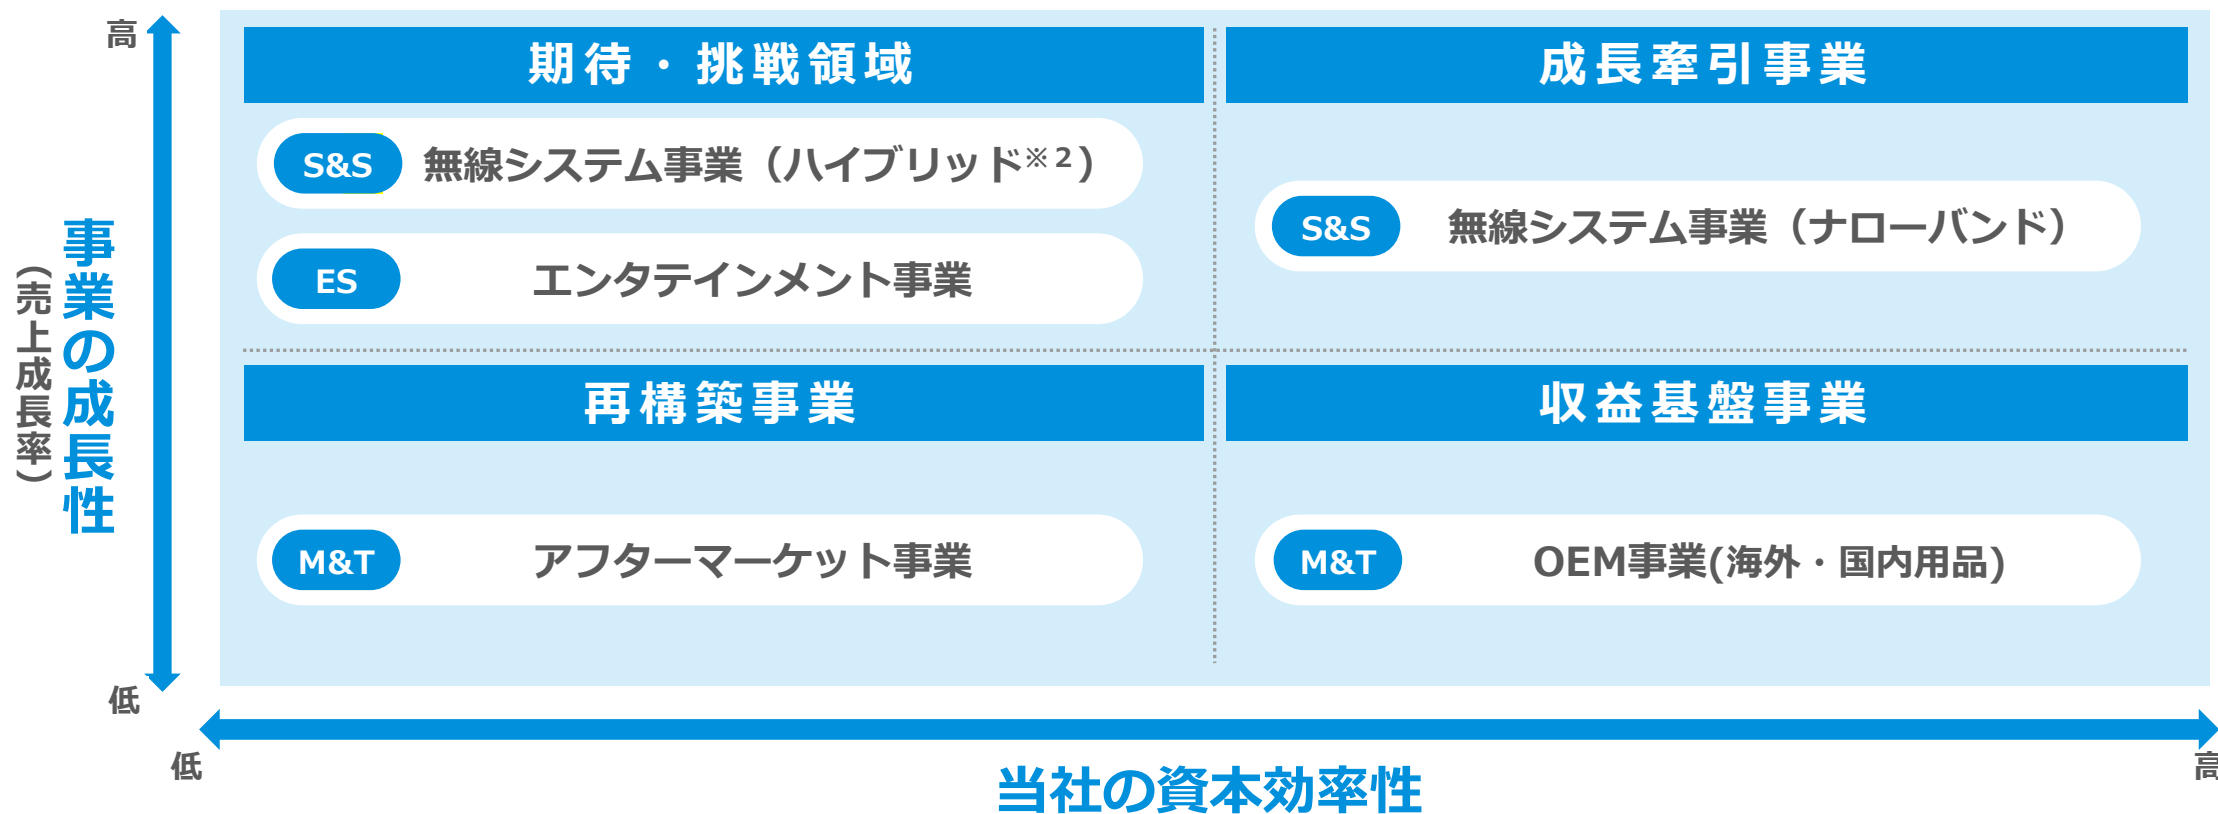 高
事業の成長性
（売上成長率）
低
期待・挑戦領域
S&S 無線システム事業（ハイブリッド※２）
ES エンタテインメント事業
成長牽引事業
S&S 無線システム事業（ナローバンド）
再構築事業
M&T アフターマーケット事業
収益基盤事業
M&T OEM事業(海外・国内用品)
低
高
当社の資本効率性